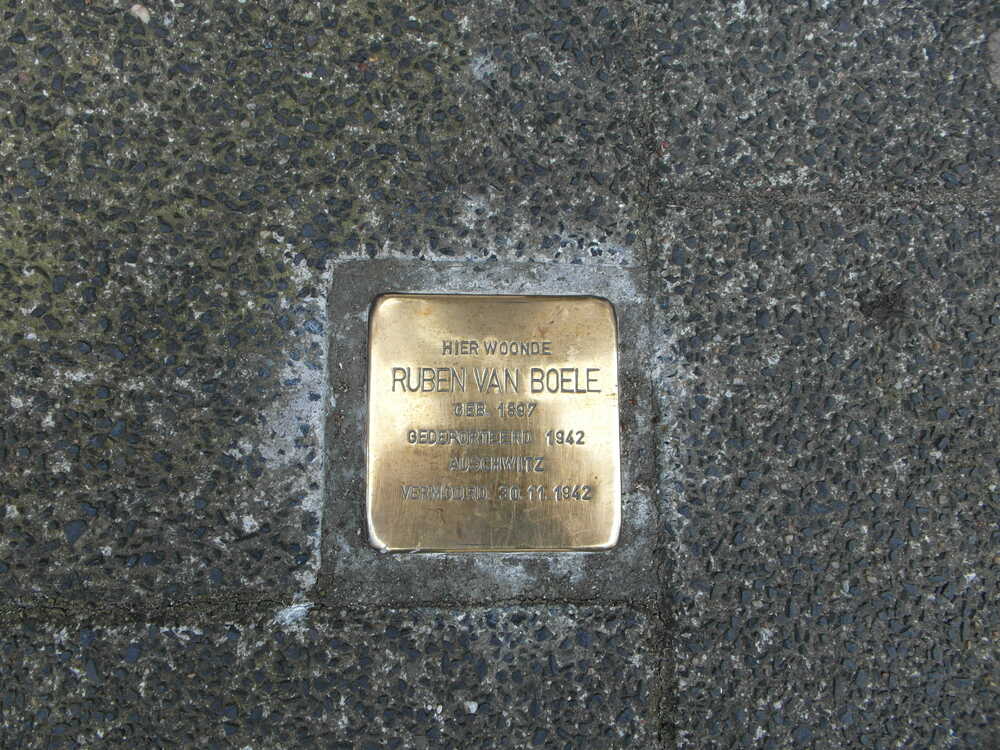 HIER WOONDE
RUBEN VAN BOELE
GEB. 1897
GEDEPORTEERD 1942
AUSCHWITZ
VERMOORD 30.11.1942